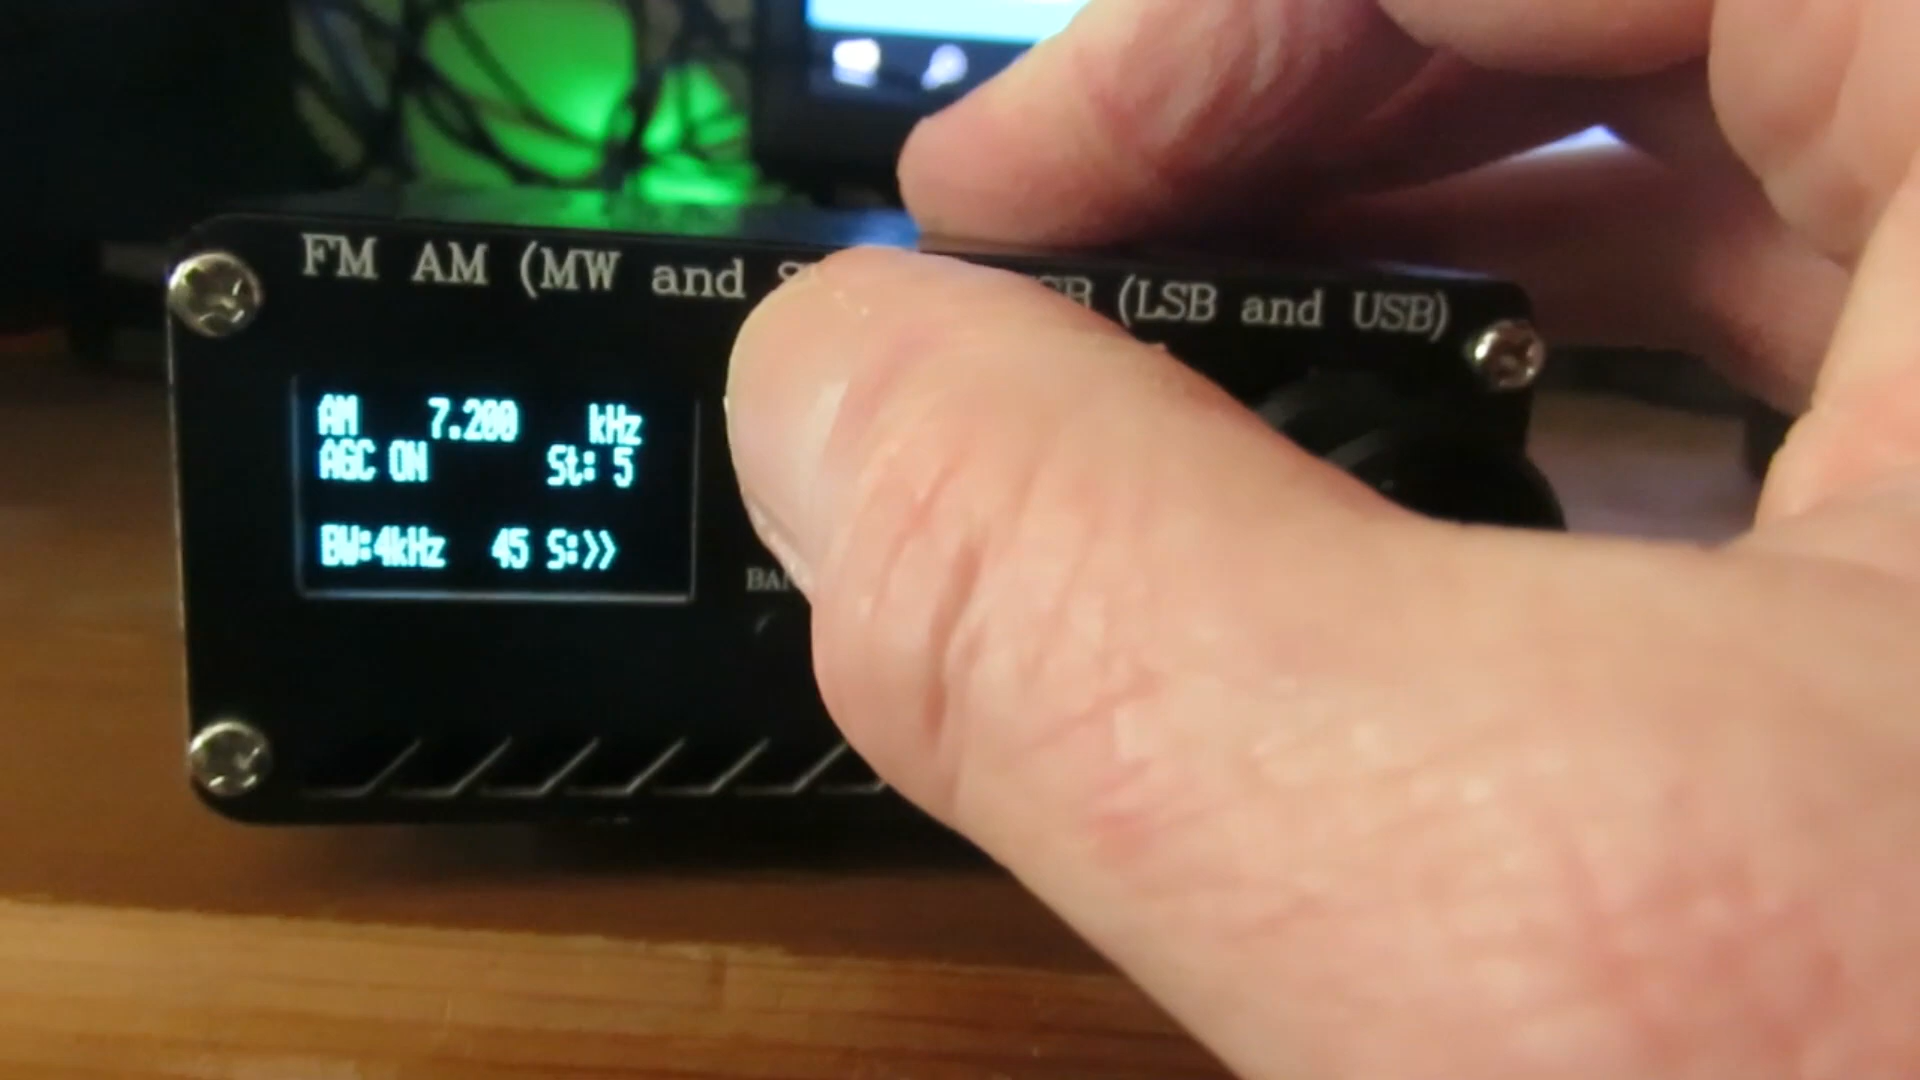 FM AM (MW and (LSB and USB)
AM 7.200 kHz
AGC ON St: 5
BW:4kHz 45 S:>>